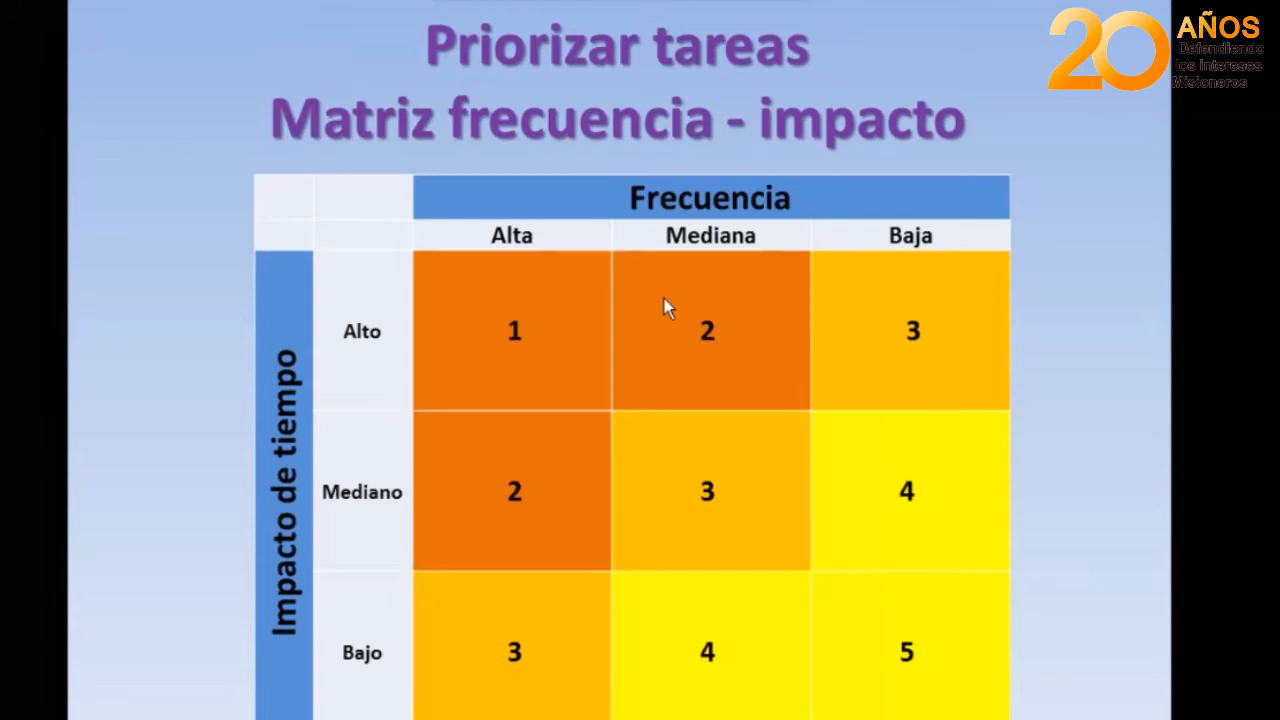 Priorizar tareas
Matriz frecuencia - impacto
20 AÑOS
Defendiendo
los intereses
Misioneros
Frecuencia
Alta Mediana Baja
Impacto de tiempo
Alto 1 2 3
Mediano 2 3 4
Bajo 3 4 5